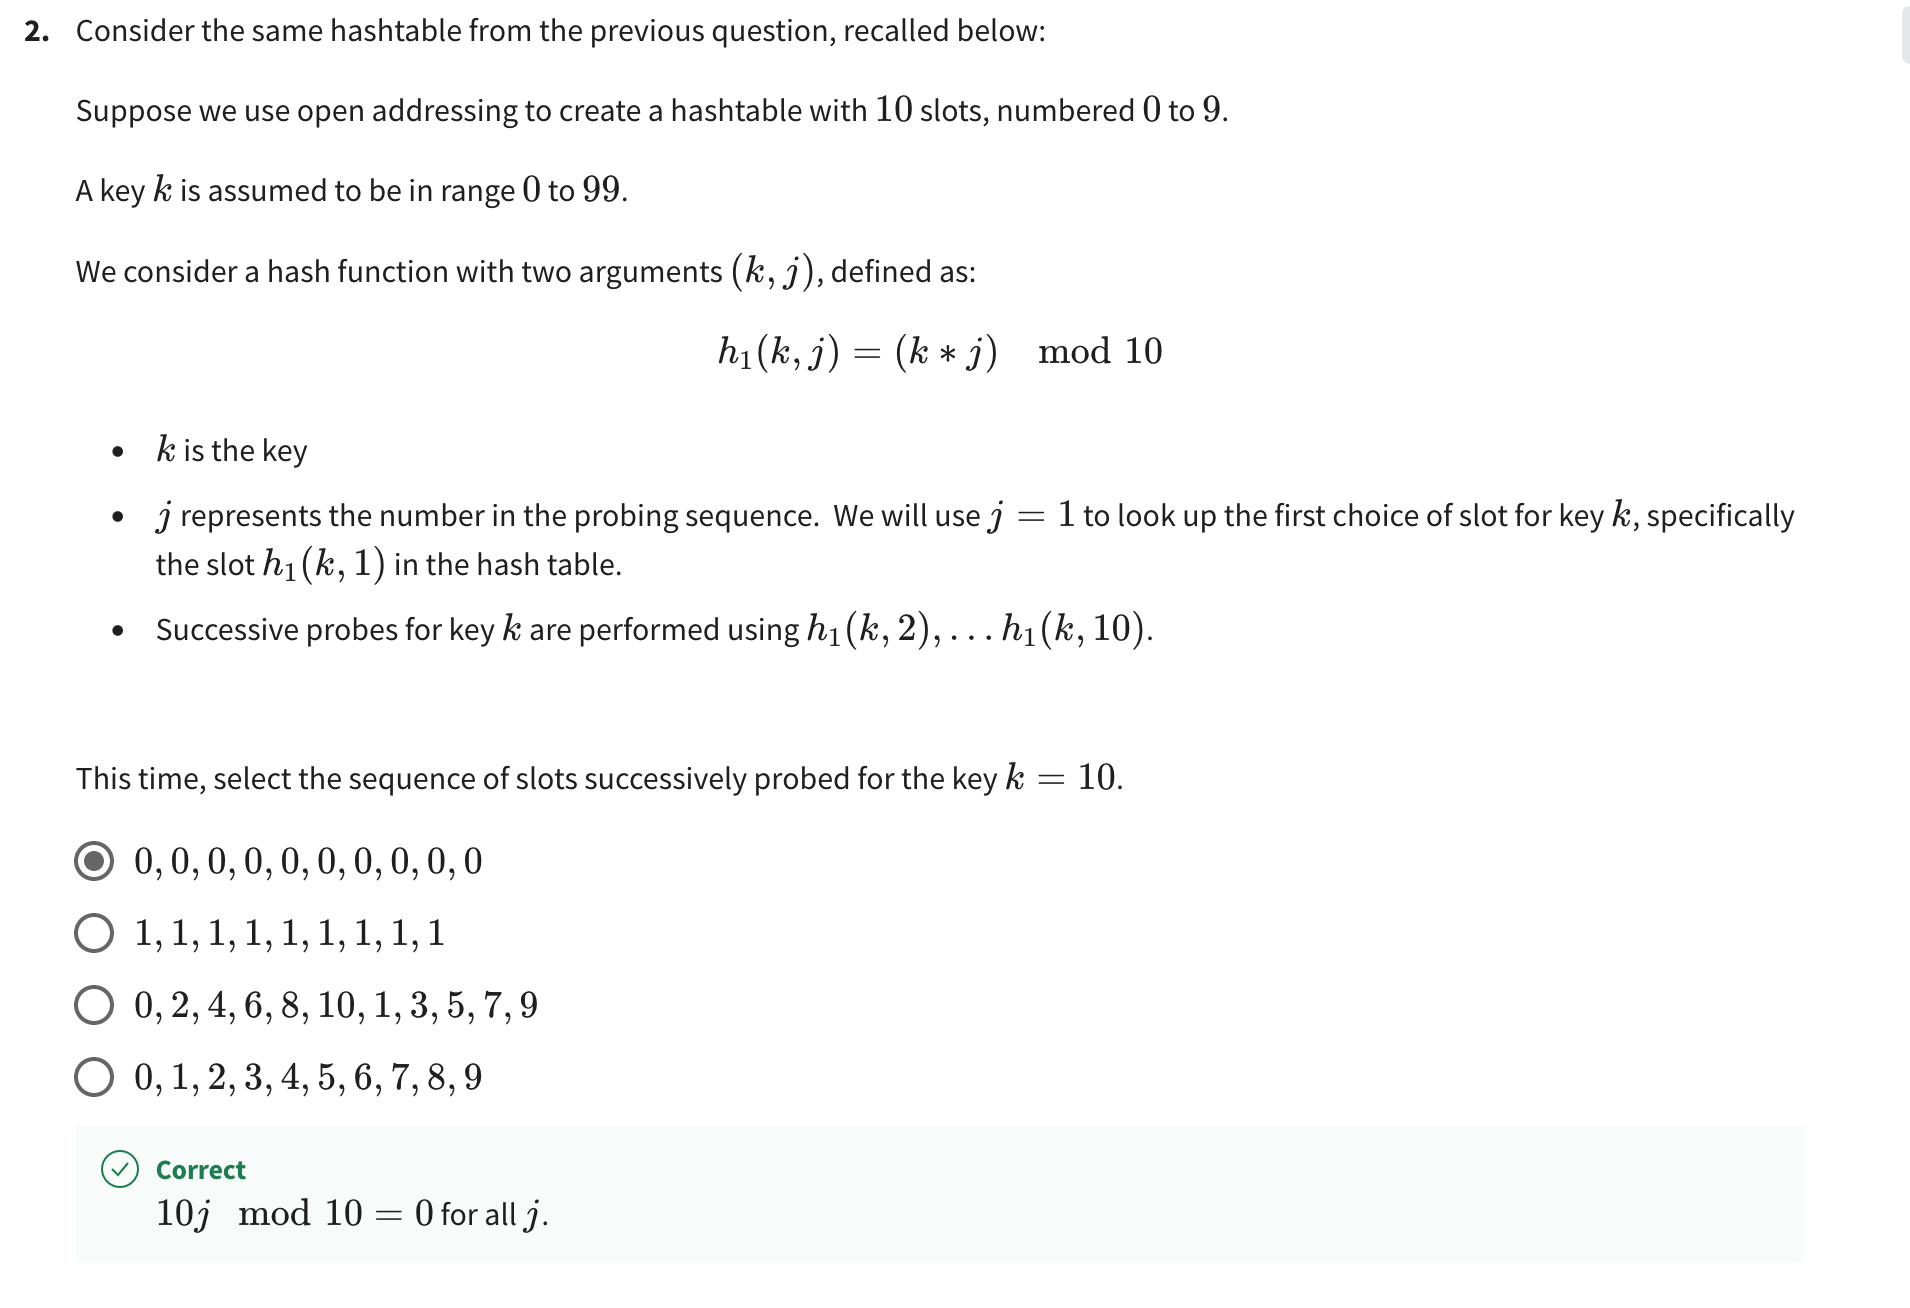 2. Consider the same hashtable from the previous question, recalled below:
Suppose we use open addressing to create a hashtable with 10 slots, numbered 0 to 9.
A key k is assumed to be in range 0 to 99.
We consider a hash function with two arguments (k, j), defined as:
h₁(k, j) = (k ∗ j) mod 10
• k is the key
• j represents the number in the probing sequence. We will use j = 1 to look up the first choice of slot for key k, specifically
the slot h₁(k, 1) in the hash table.
• Successive probes for key k are performed using h₁(k, 2), . . . h₁(k, 10).
This time, select the sequence of slots successively probed for the key k = 10.
0, 0, 0, 0, 0, 0, 0, 0, 0, 0
1, 1, 1, 1, 1, 1, 1, 1, 1
0, 2, 4, 6, 8, 10, 1, 3, 5, 7, 9
0, 1, 2, 3, 4, 5, 6, 7, 8, 9
Correct
10j mod 10 = 0 for all j.